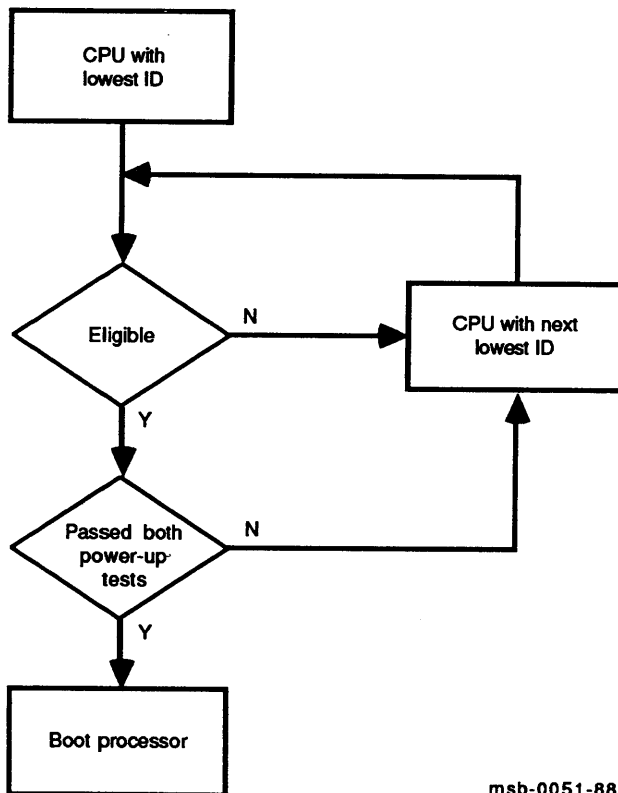 CPU with
lowest ID
Eligible
N
CPU with next
lowest ID
Y
Passed both
power-up
tests
N
Y
Boot processor
msb-0051-88